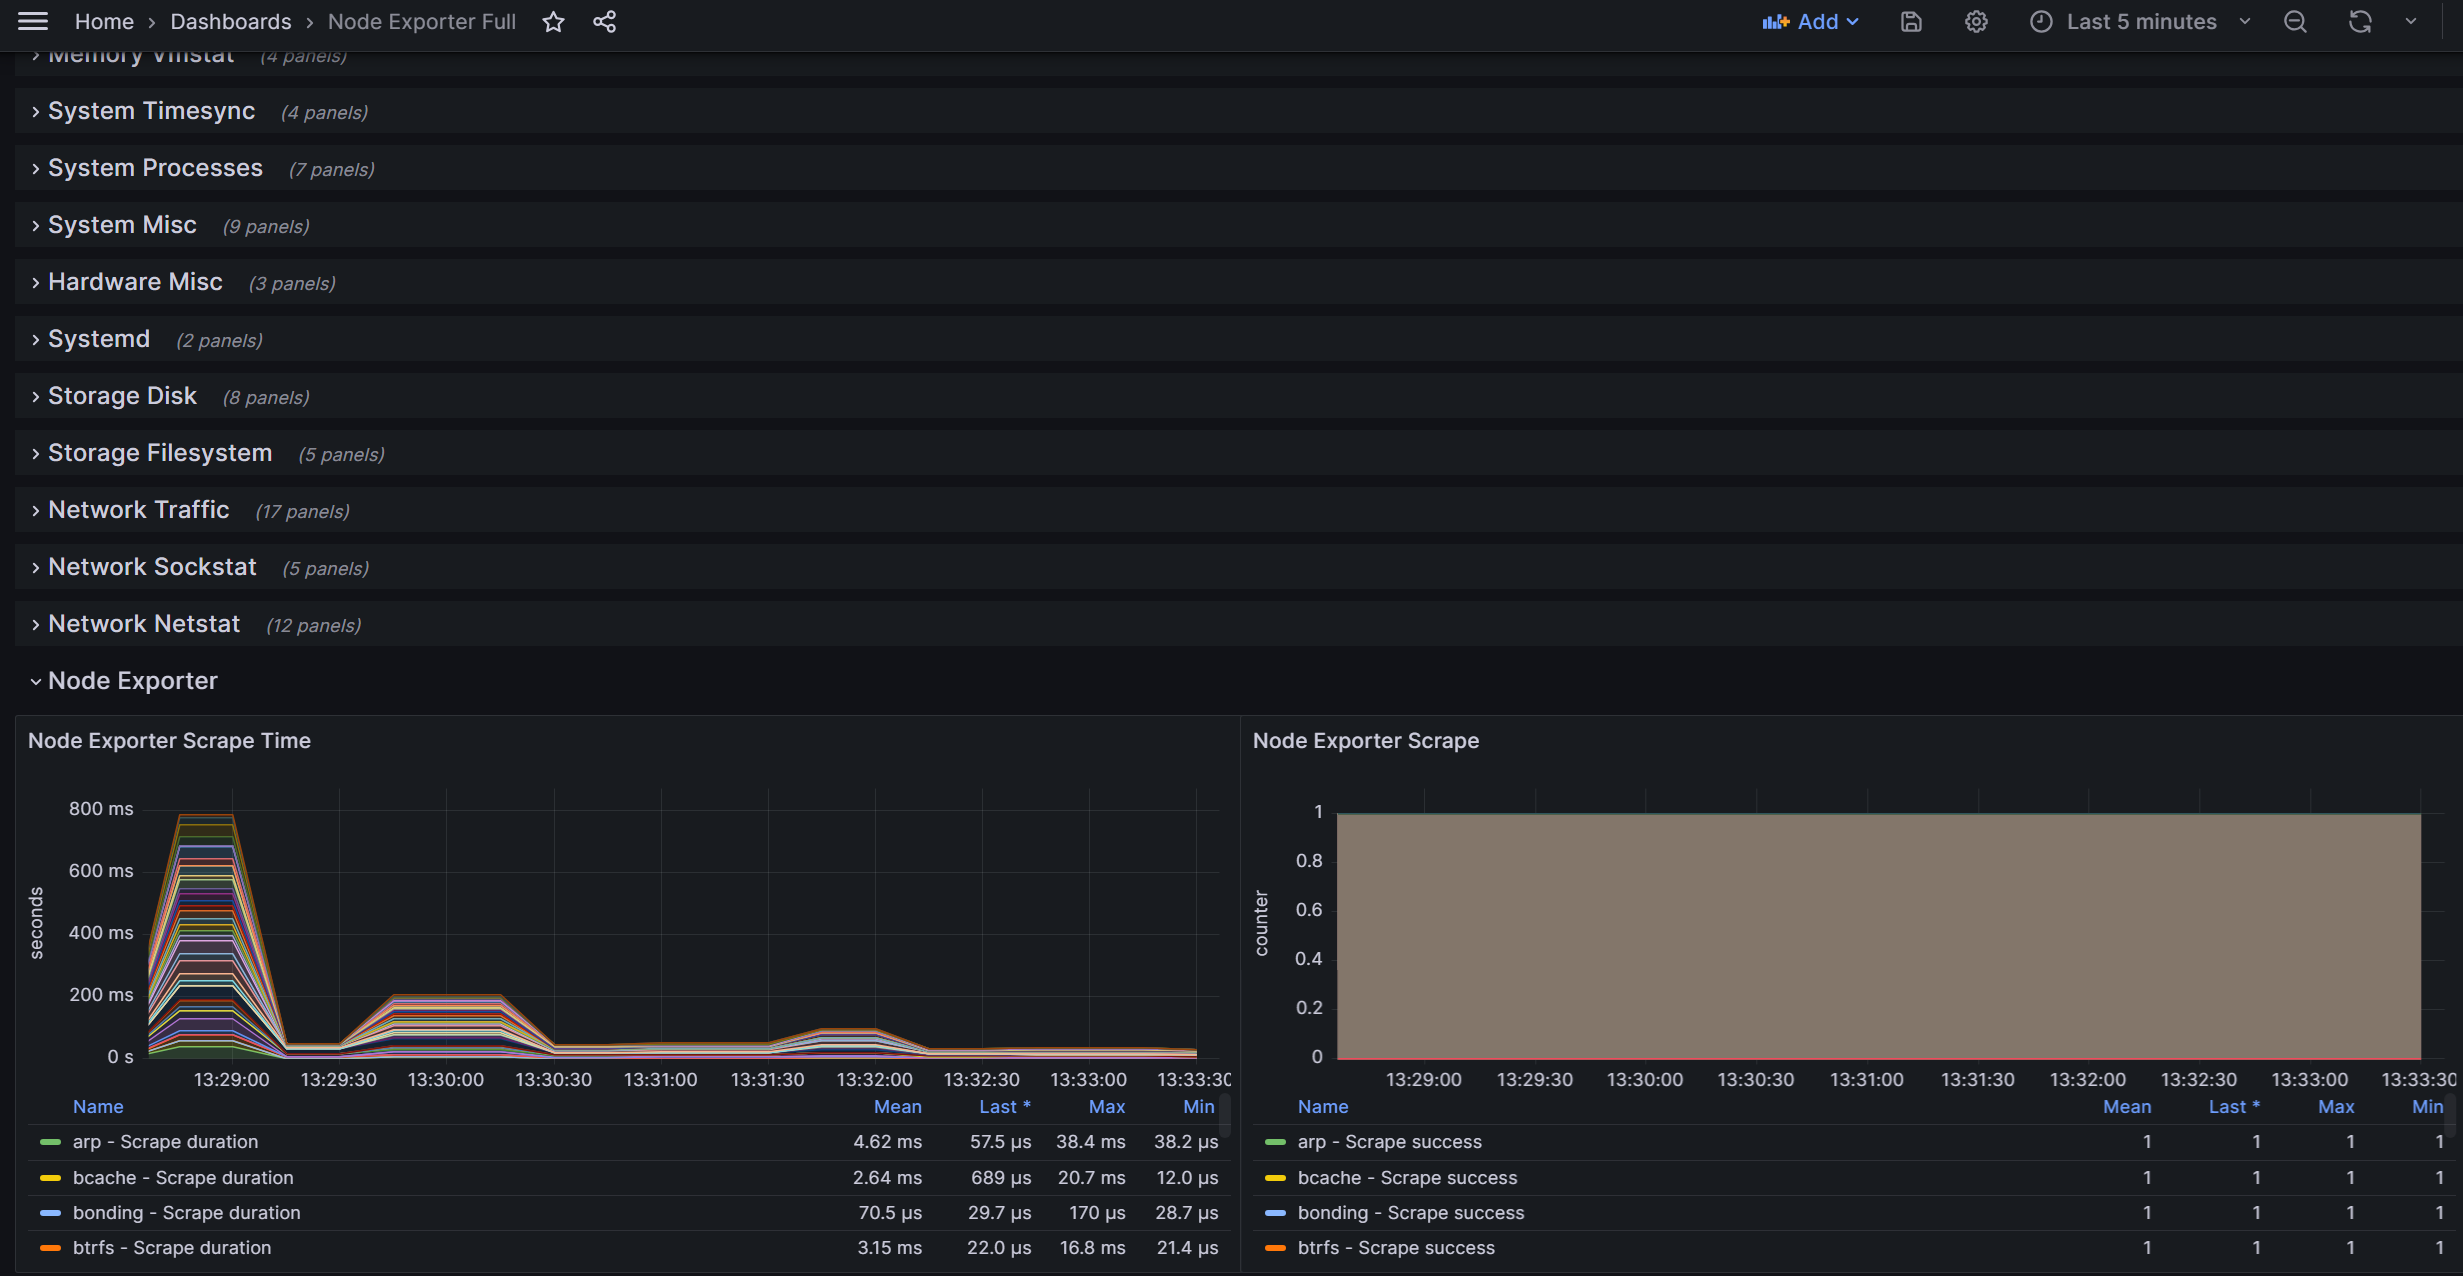 Home › Dashboards › Node Exporter Full Add Last 5 minutes
Memory Vmstat (4 panels)
System Timesync (4 panels)
System Processes (7 panels)
System Misc (9 panels)
Hardware Misc (3 panels)
Systemd (2 panels)
Storage Disk (8 panels)
Storage Filesystem (5 panels)
Network Traffic (17 panels)
Network Sockstat (5 panels)
Network Netstat (12 panels)
Node Exporter
Node Exporter Scrape Time
seconds
800 ms
600 ms
400 ms
200 ms
0 s
13:29:00 13:29:30 13:30:00 13:30:30 13:31:00 13:31:30 13:32:00 13:32:30 13:33:00 13:33:30
Name Mean Last * Max Min
arp - Scrape duration 4.62 ms 57.5 µs 38.4 ms 38.2 µs
bcache - Scrape duration 2.64 ms 689 µs 20.7 ms 12.0 µs
bonding - Scrape duration 70.5 µs 29.7 µs 170 µs 28.7 µs
btrfs - Scrape duration 3.15 ms 22.0 µs 16.8 ms 21.4 µs
Node Exporter Scrape
counter
1
0.8
0.6
0.4
0.2
0
13:29:00 13:29:30 13:30:00 13:30:30 13:31:00 13:31:30 13:32:00 13:32:30 13:33:00 13:33:30
Name Mean Last * Max Min
arp - Scrape success 1 1 1 1
bcache - Scrape success 1 1 1 1
bonding - Scrape success 1 1 1 1
btrfs - Scrape success 1 1 1 1